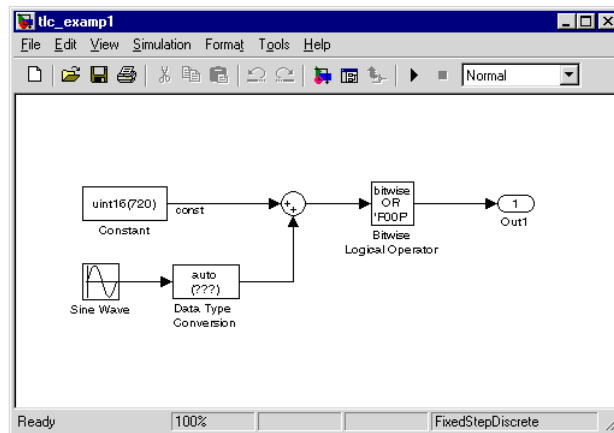 tlc_examp1
File Edit View Simulation Format Tools Help
Normal
uint16(720)
const
Constant
++
bitwise
OR
'F00F'
Bitwise
Logical Operator
1
Out1
Sine Wave
auto
(???)
Data Type
Conversion
Ready 100% FixedStepDiscrete